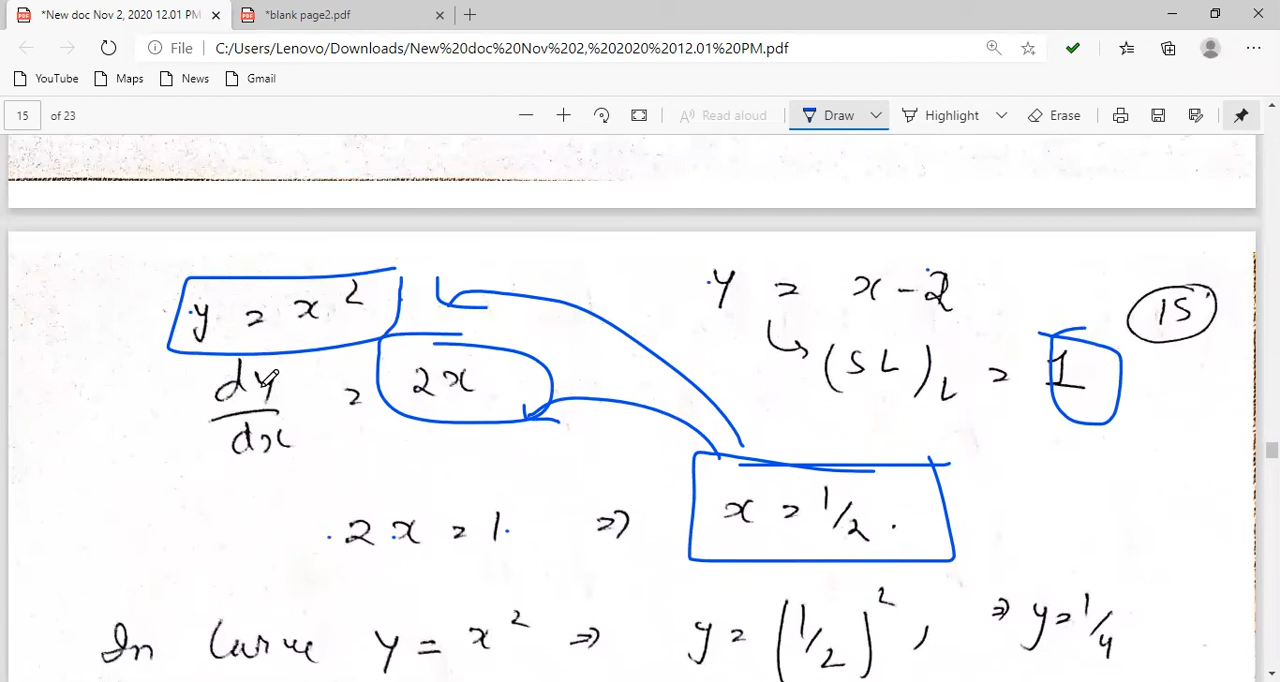 *New doc Nov 2, 2020 12.01 PM
*blank page2.pdf
File C:/Users/Lenovo/Downloads/New%20doc%20Nov%202,%202020%2012.01%20PM.pdf
YouTube Maps News Gmail
15 of 23 Read aloud Draw Highlight Erase
y = x² y = x-2 15
dy/dx = 2x (SL)L = 1
2x = 1 ⇒ x = 1/2.
In Curve y = x² ⇒ y = (1/2)², ⇒ y = 1/4